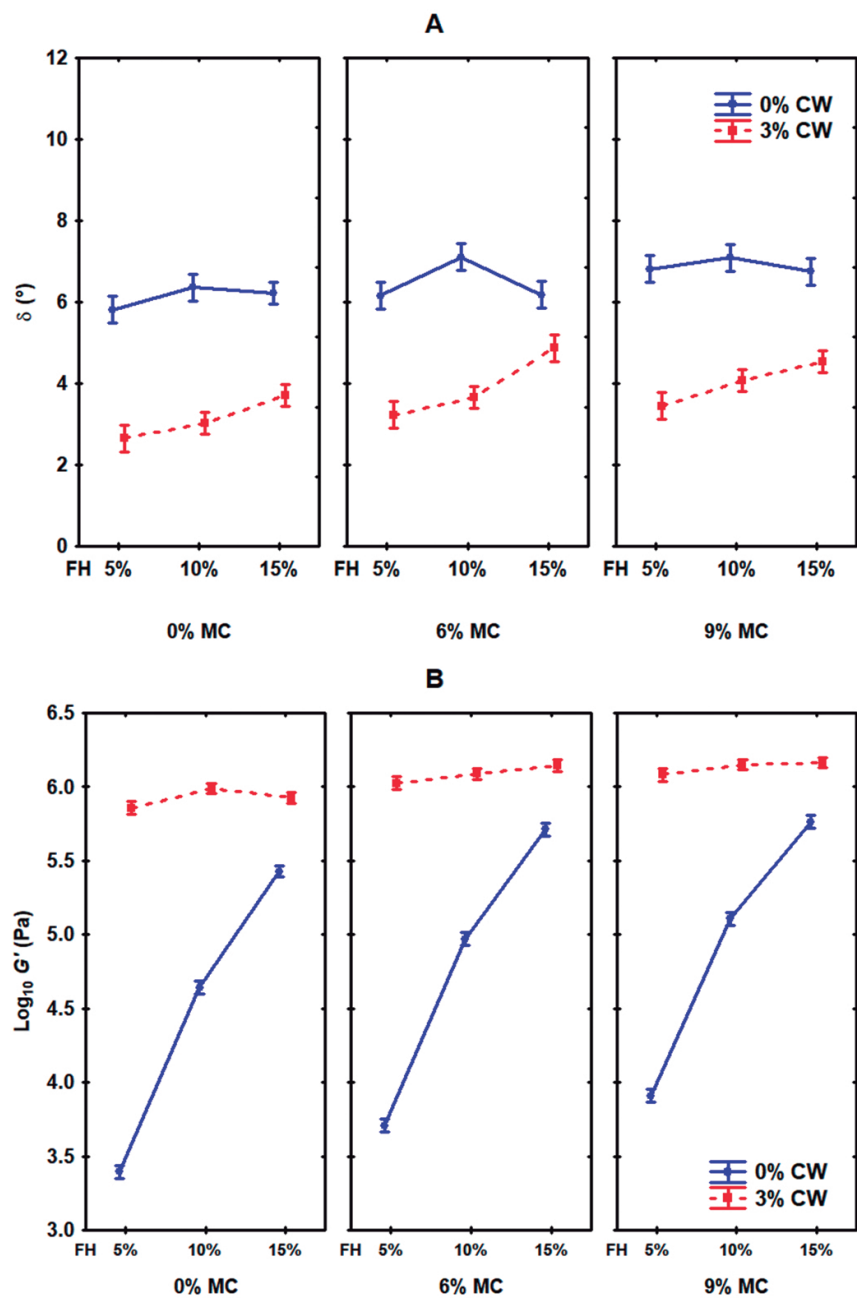 A
12
10
8
6
4
2
0
δ (°)
0% CW
3% CW
FH 5% 10% 15% 5% 10% 15% 5% 10% 15%
FH FH
0% MC 6% MC 9% MC
B
6.5
6.0
5.5
5.0
4.5
4.0
3.5
3.0
Log₁₀ G' (Pa)
0% CW
3% CW
FH 5% 10% 15% FH 5% 10% 15% FH 5% 10% 15%
0% MC 6% MC 9% MC